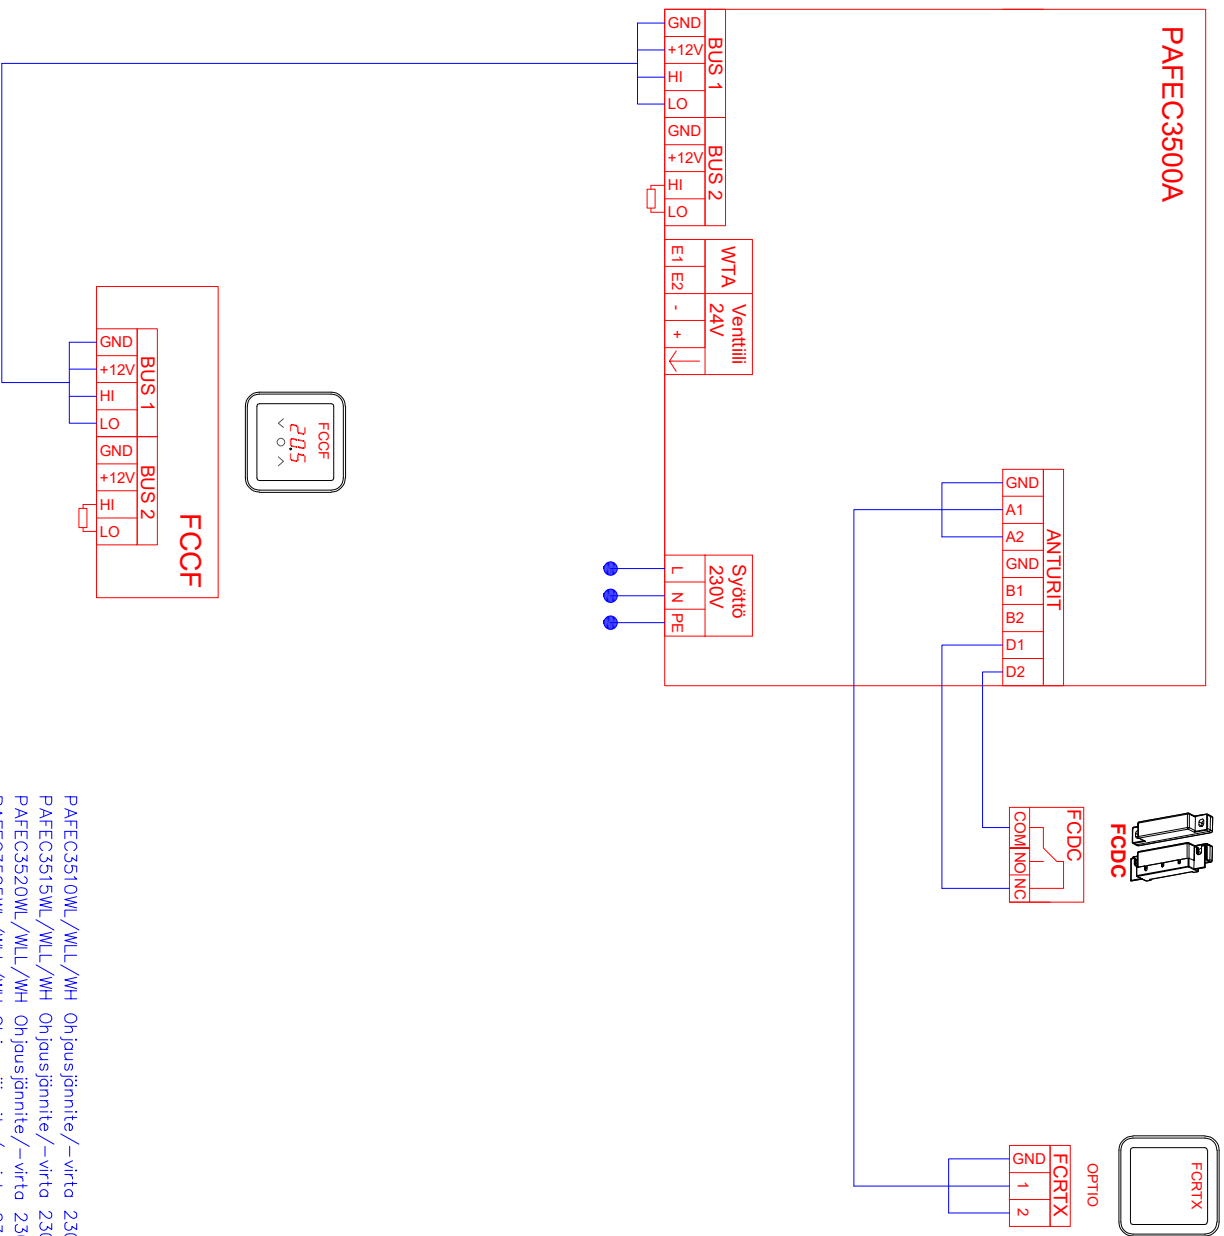 PAFEC3500A
GND
+12V
HI
LO
BUS 1
GND
+12V
HI
LO
BUS 2
E1
E2
-
+
WTA
Venttiili
24V
L
N
PE
Syöttö
230V
GND
A1
A2
GND
B1
B2
D1
D2
ANTURIT
GND
+12V
HI
LO
BUS 1
GND
+12V
HI
LO
BUS 2
FCCF
FCCF
20.5
FCDC
COM
NO
NC
FCDC
FCRTX
OPTIO
FCRTX
GND
1
2
PAFEC3510WL/WLL/WH Ohjausjännite/-virta
PAFEC3515WL/WLL/WH Ohjausjännite/-virta
PAFEC3520WL/WLL/WH Ohjausjännite/-virta